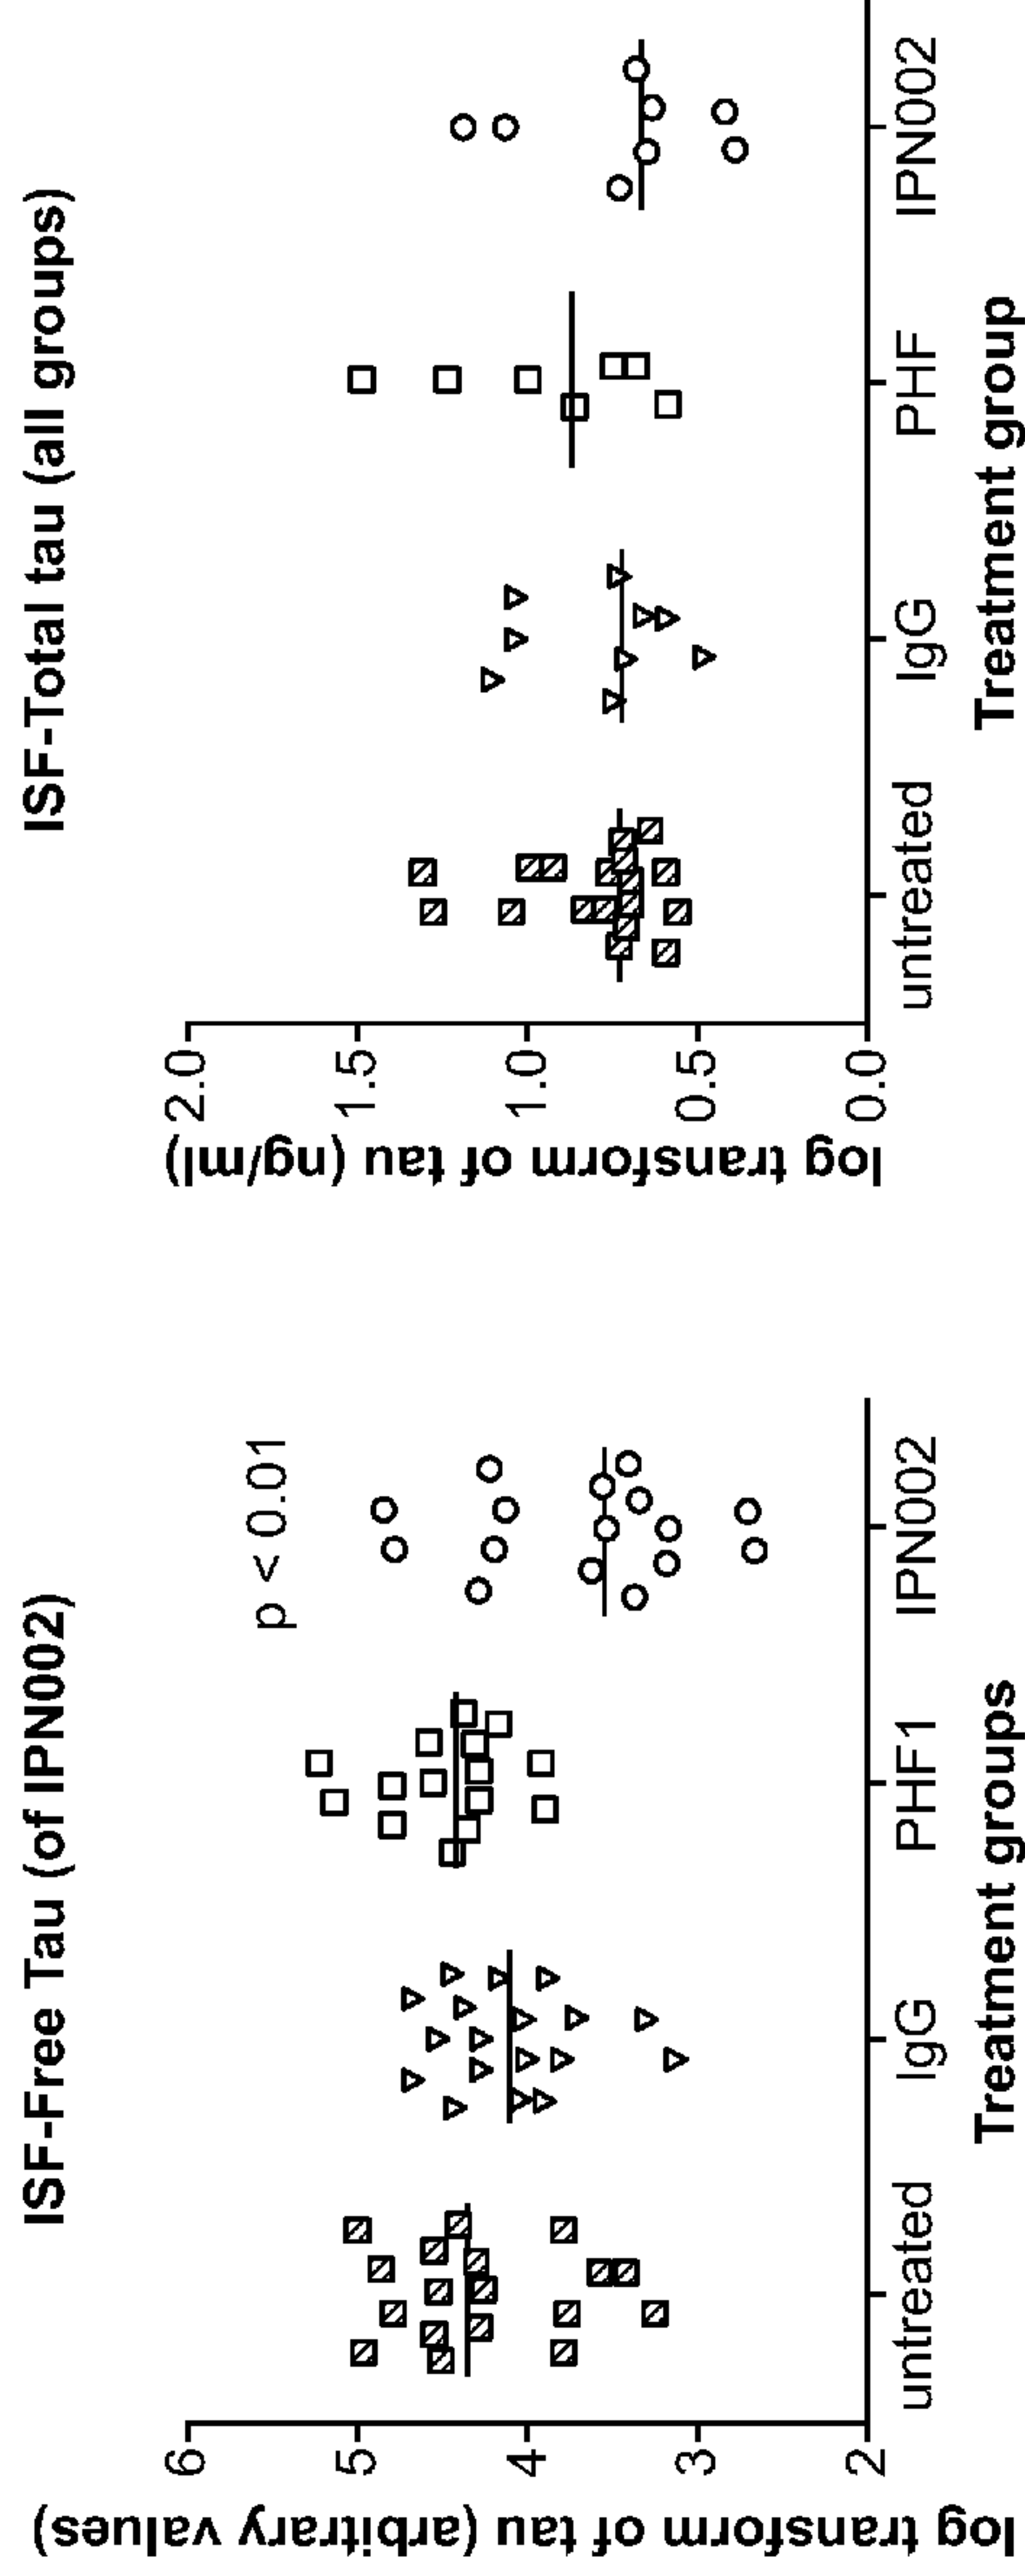 ISF-Free Tau (of IPN002)
log transform of tau (arbitrary values)
6
5
4
3
2
p < 0.01
untreated IgG PHF1 IPN002
Treatment groups
ISF-Total tau (all groups)
log transform of tau (ng/ml)
2.0
1.5
1.0
0.5
0.0
untreated IgG PHF IPN002
Treatment group